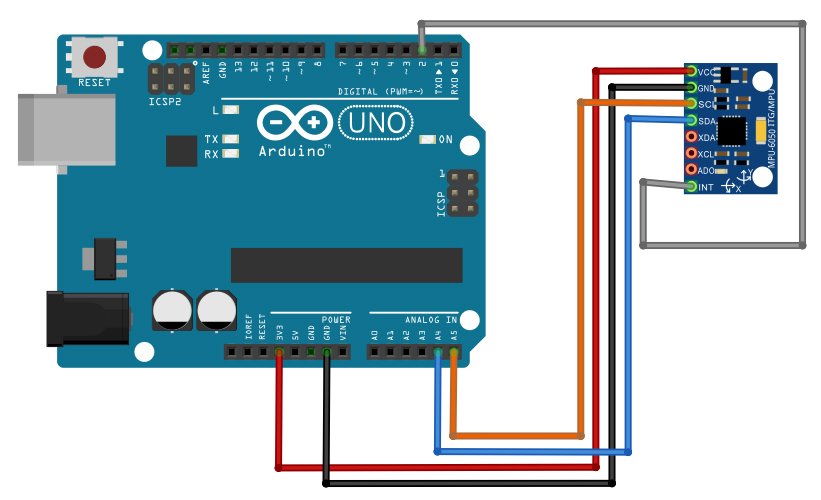 RESET
ICSP2
AREF
GND
13
12
~11
~10
~9
8
7
~6
~5
4
~3
2
TX0▶1
RX0◀0
DIGITAL (PWM=~)
L
TX
RX
UNO
Arduino™
ON
1
ICSP
POWER
ANALOG IN
IOREF
RESET
3V3
5V
GND
GND
VIN
A0
A1
A2
A3
A4
A5
VCC
GND
SCL
SDA
XDA
XCL
ADO
INT
X
Y
MPU-6050 ITG/MPU